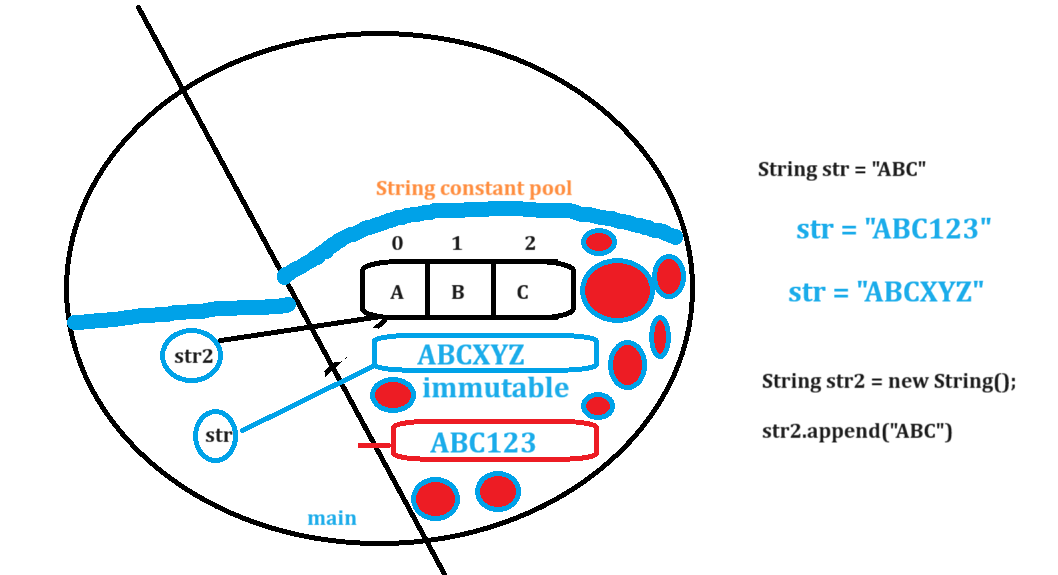 String constant pool
0 1 2
A B C
str2
ABCXYZ
immutable
str
ABC123
main
String str = "ABC"
str = "ABC123"
str = "ABCXYZ"
String str2 = new String();
str2.append("ABC")